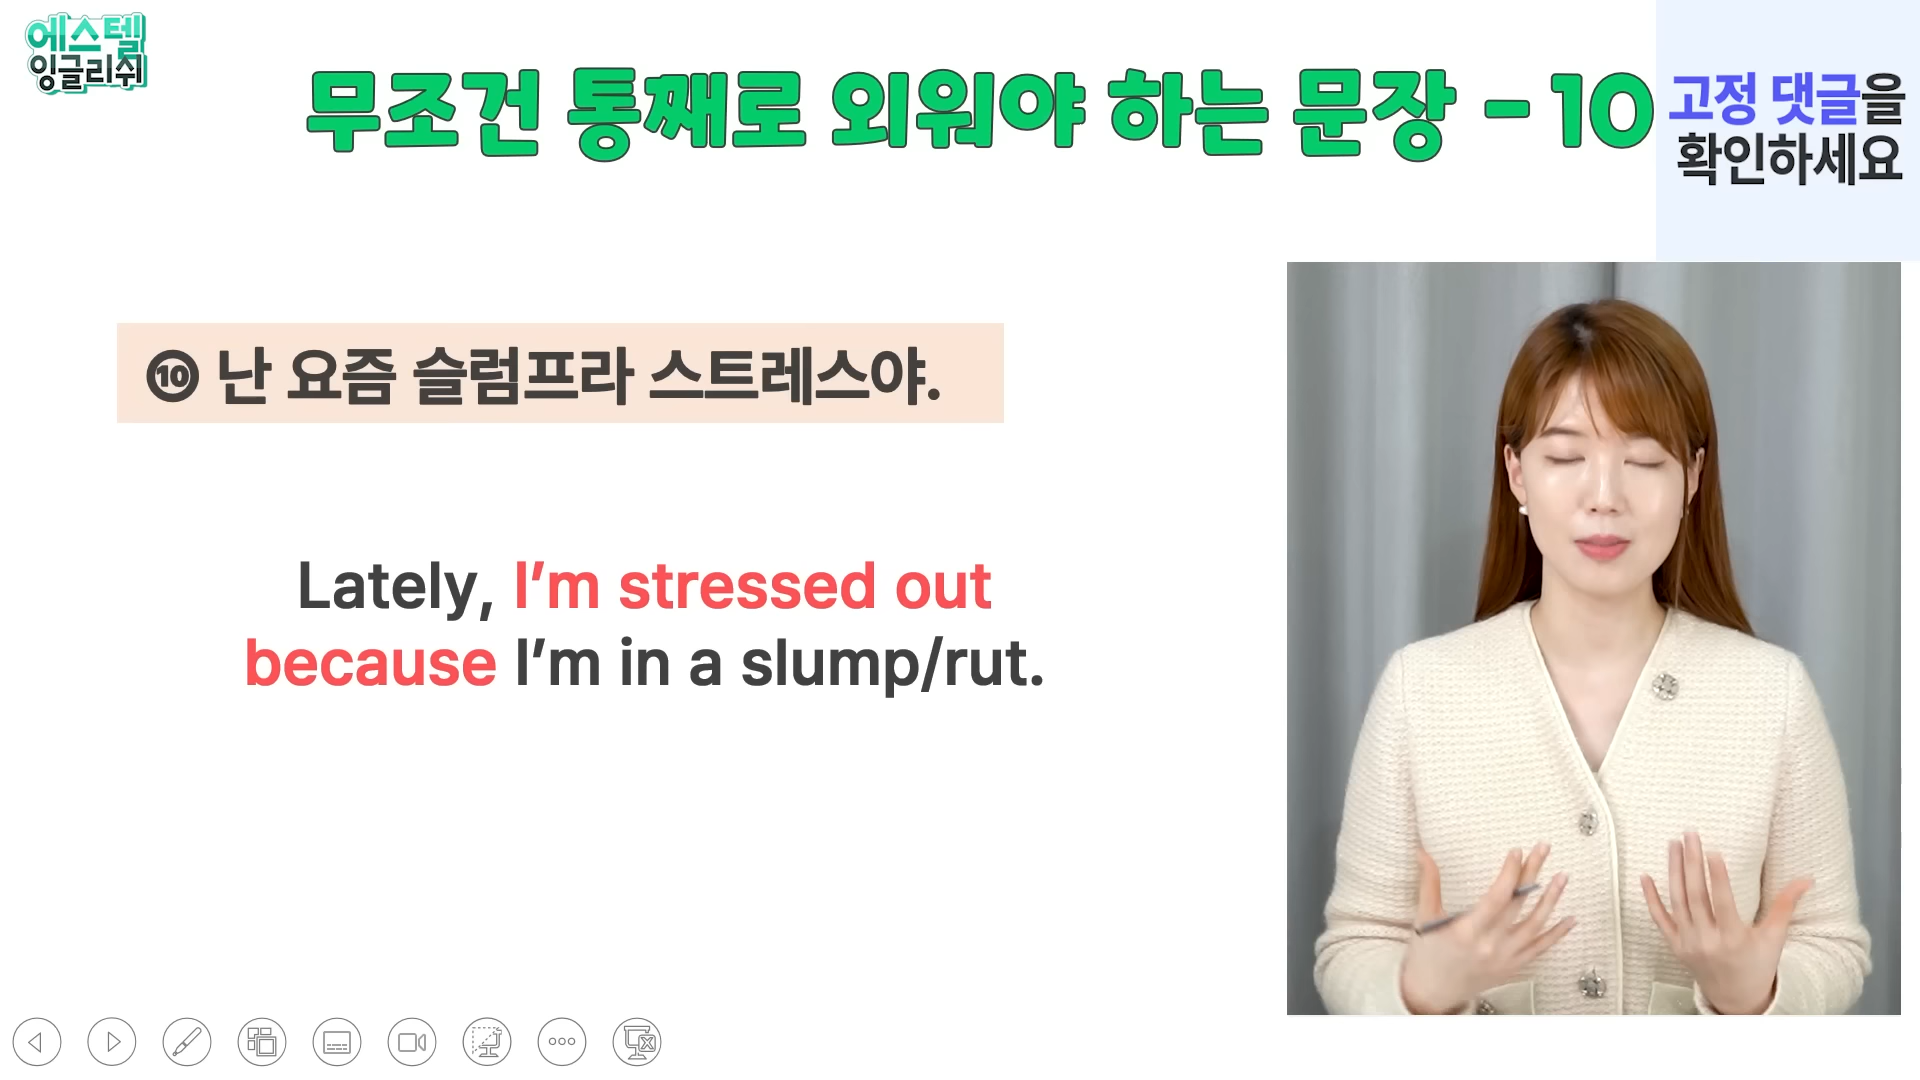 에스텔
잉글리쉬
무조건 통째로 외워야 하는 문장 - 10
고정 댓글을
확인하세요
⑩ 난 요즘 슬럼프라 스트레스야.
Lately, I’m stressed out
because I’m in a slump/rut.